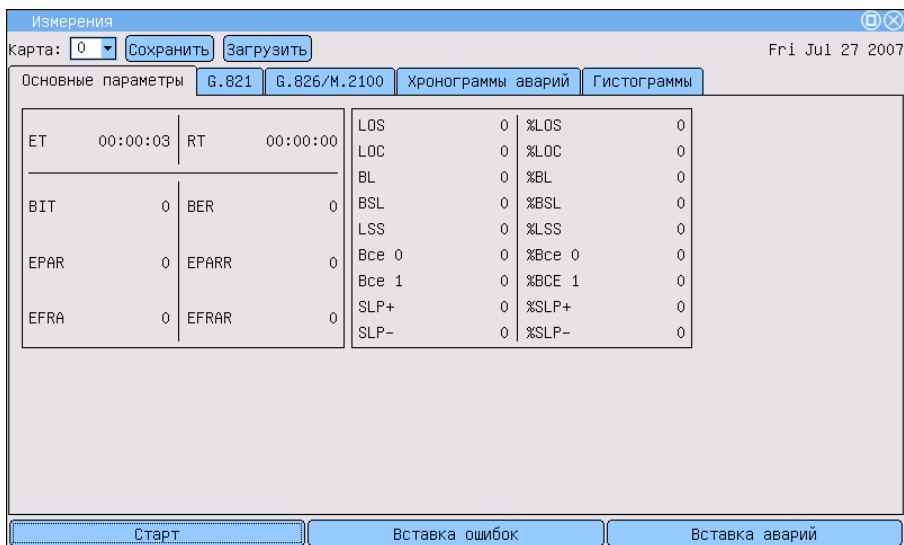 Измерения
Карта: 0 Сохранить Загрузить Fri Jul 27 2007
Основные параметры G.821 G.826/M.2100 Хронограммы аварий Гистограммы
ET 00:00:03 RT 00:00:00
BIT 0 BER 0
EPAR 0 EPARR 0
EFRA 0 EFRAR 0
LOS 0 %LOS 0
LOC 0 %LOC 0
BL 0 %BL 0
BSL 0 %BSL 0
LSS 0 %LSS 0
Все 0 0 %Все 0 0
Все 1 0 %ВСЕ 1 0
SLP+ 0 %SLP+ 0
SLP- 0 %SLP- 0
Старт Вставка ошибок Вставка аварий